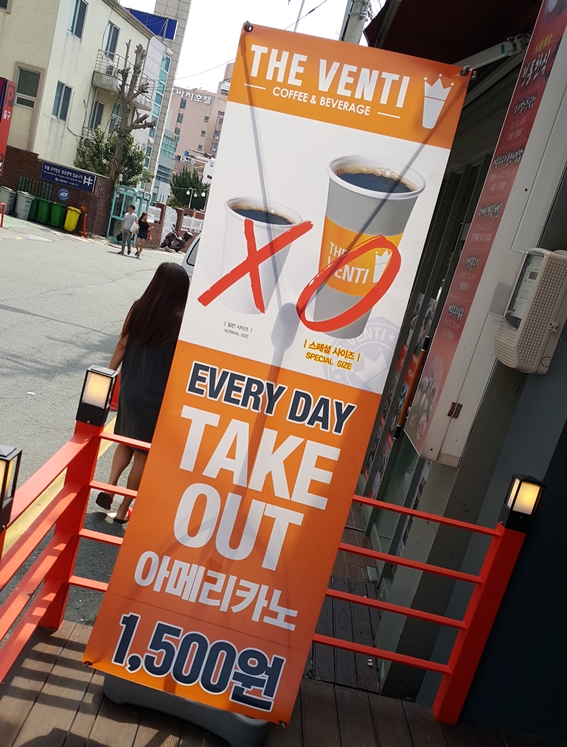 THE VENTI
COFFEE & BEVERAGE
THE
VENTI
| 일반 사이즈 |
NORMAL SIZE
| 스페셜 사이즈 |
SPECIAL SIZE
EVERY DAY
TAKE
OUT
아메리카노
1,500원